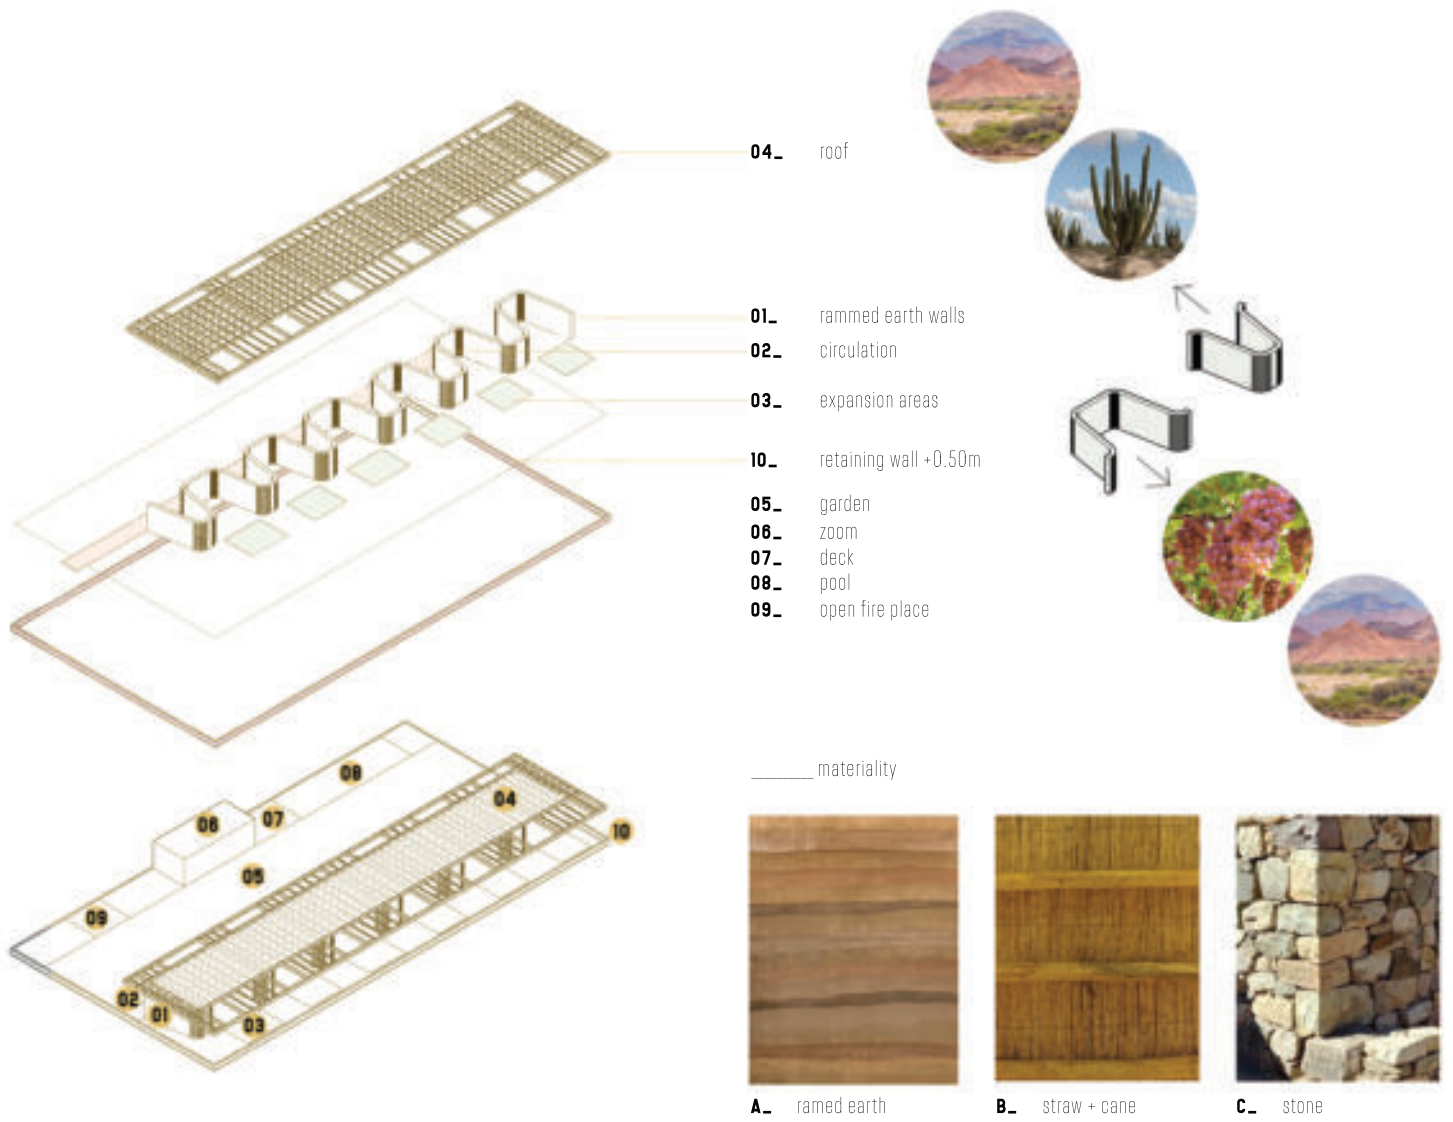 04_ roof
01_ rammed earth walls
02_ circulation
03_ expansion areas
10_ retaining wall +0.50m
05_ garden
06_ zoom
07_ deck
08_ pool
09_ open fire place
08
04
06
07
10
05
09
02
01
03
_______ materiality
A_ ramed earth
B_ straw + cane
C_ stone